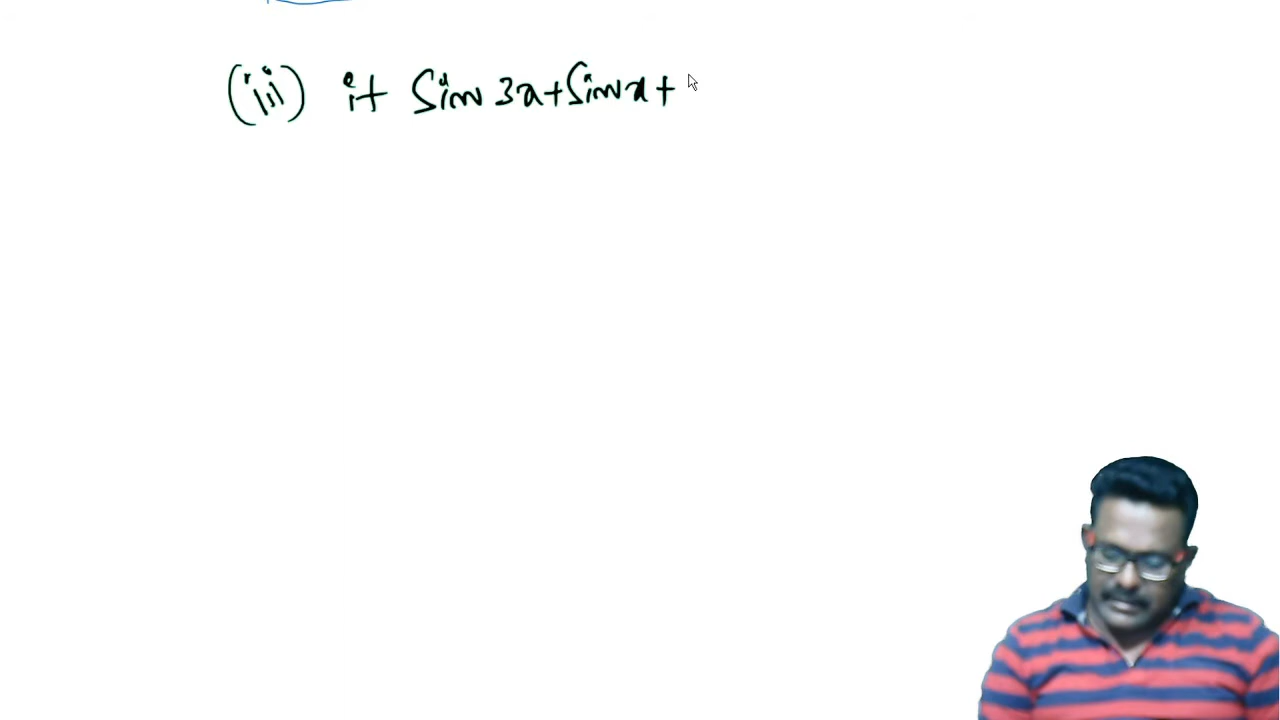 (iii) if Sin 3x + Sin x +